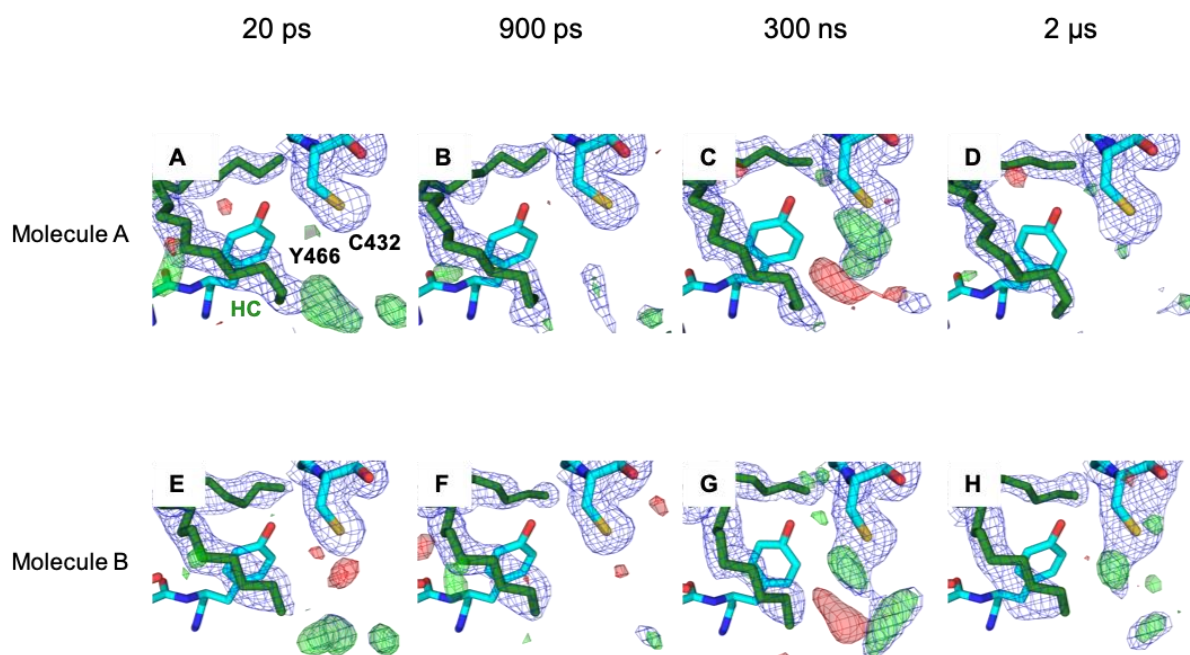 20 ps 900 ps 300 ns 2 µs
Molecule A
A B C D
Y466 C432
HC
Molecule B
E F G H